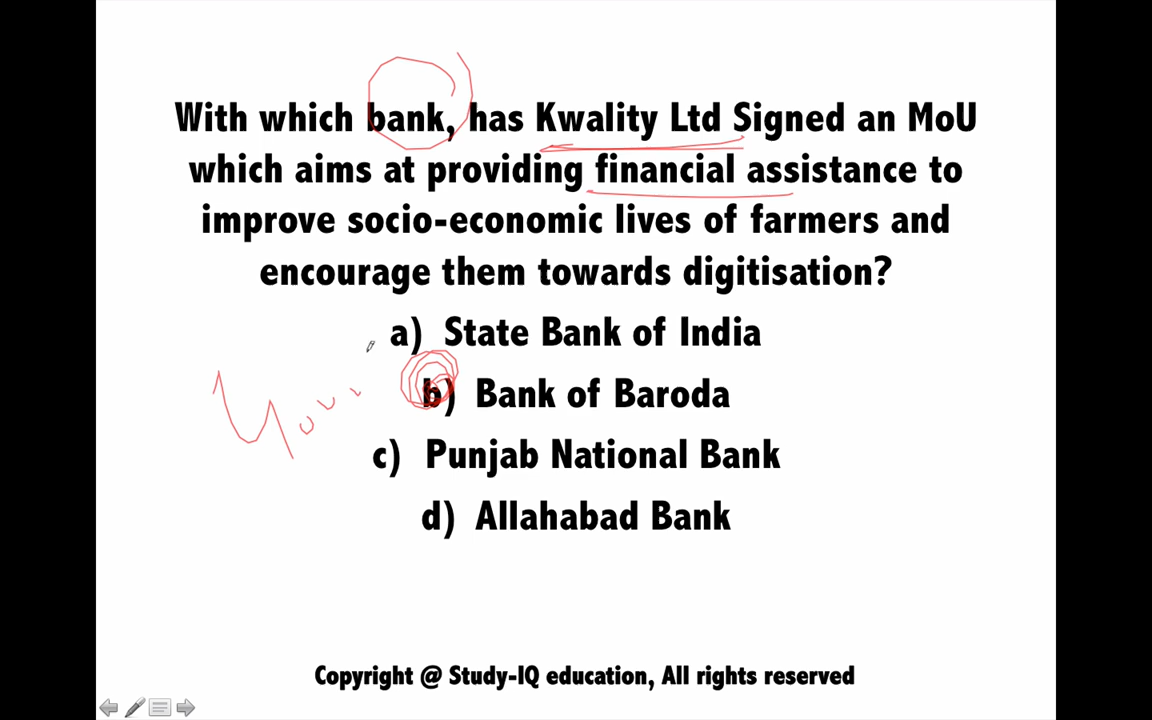 With which bank, has Kwality Ltd Signed an MoU
which aims at providing financial assistance to
improve socio-economic lives of farmers and
encourage them towards digitisation?
a) State Bank of India
b) Bank of Baroda
c) Punjab National Bank
d) Allahabad Bank
Copyright @ Study-IQ education, All rights reserved